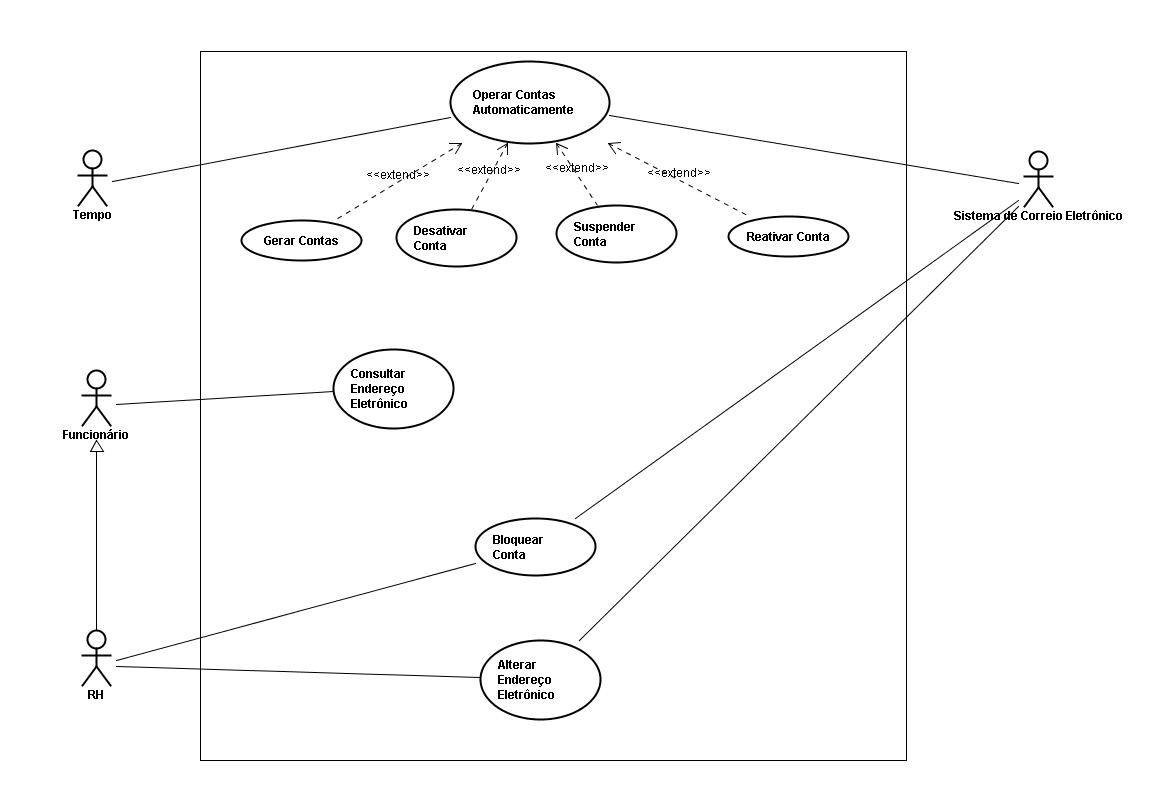 Operar Contas
Automaticamente
<<extend>>
<<extend>>
<<extend>>
<<extend>>
Tempo
Sistema de Correio Eletrônico
Gerar Contas
Desativar
Conta
Suspender
Conta
Reativar Conta
Consultar
Endereço
Eletrônico
Funcionário
Bloquear
Conta
Alterar
Endereço
Eletrônico
RH